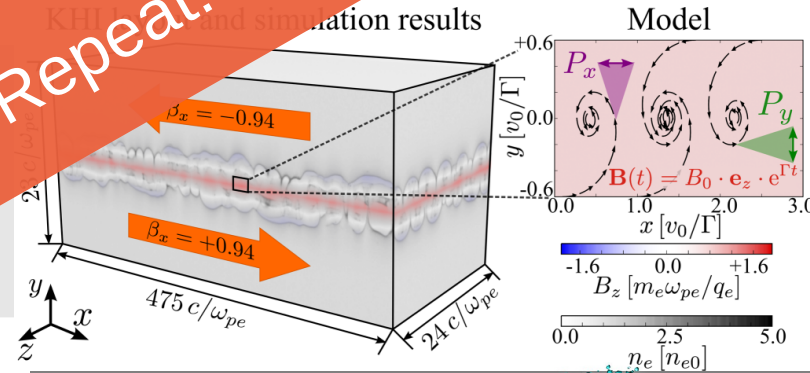 Repeat!
KHI and simulation results
β_x = −0.94
β_x = +0.94
475 c/ω_pe
24 c/ω_pe
c/ω_pe
y
x
z
Model
+0.6
0.0
-0.6
y [v_0/Γ]
P_x
P_y
B(t) = B_0 · e_z · e^{Γt}
0.0 1.0 2.0 3.0
x [v_0/Γ]
-1.6 0.0 +1.6
B_z [m_e ω_pe/q_e]
0.0 2.5 5.0
n_e [n_e0]